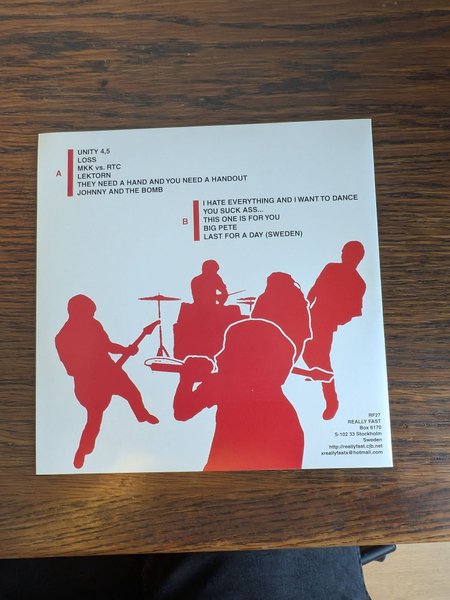 A
UNITY 4,5
LOSS
MKK vs. RTC
LEKTORN
THEY NEED A HAND AND YOU NEED A HANDOUT
JOHNNY AND THE BOMB
B
I HATE EVERYTHING AND I WANT TO DANCE
YOU SUCK ASS...
THIS ONE IS FOR YOU
BIG PETE
LAST FOR A DAY (SWEDEN)
RF27
REALLY FAST
Box 6170
S-102 33 Stockholm
Sweden
http://reallyfast.cjb.net
xreallyfastx@hotmail.com